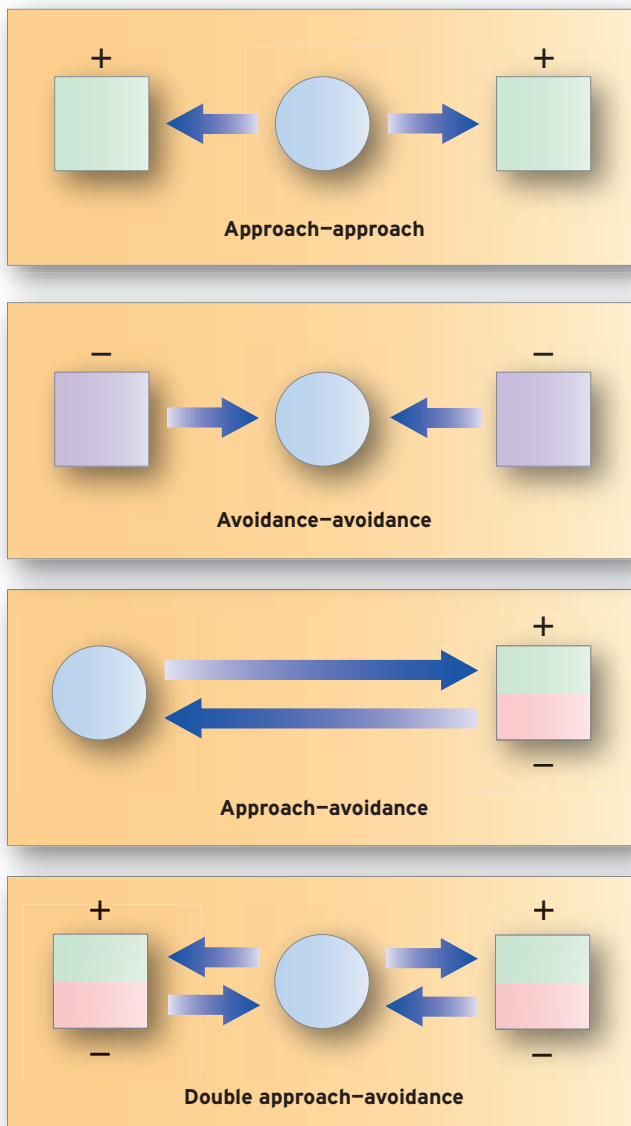 + +
Approach–approach
– –
Avoidance–avoidance
+
–
Approach–avoidance
+ +
– –
Double approach–avoidance